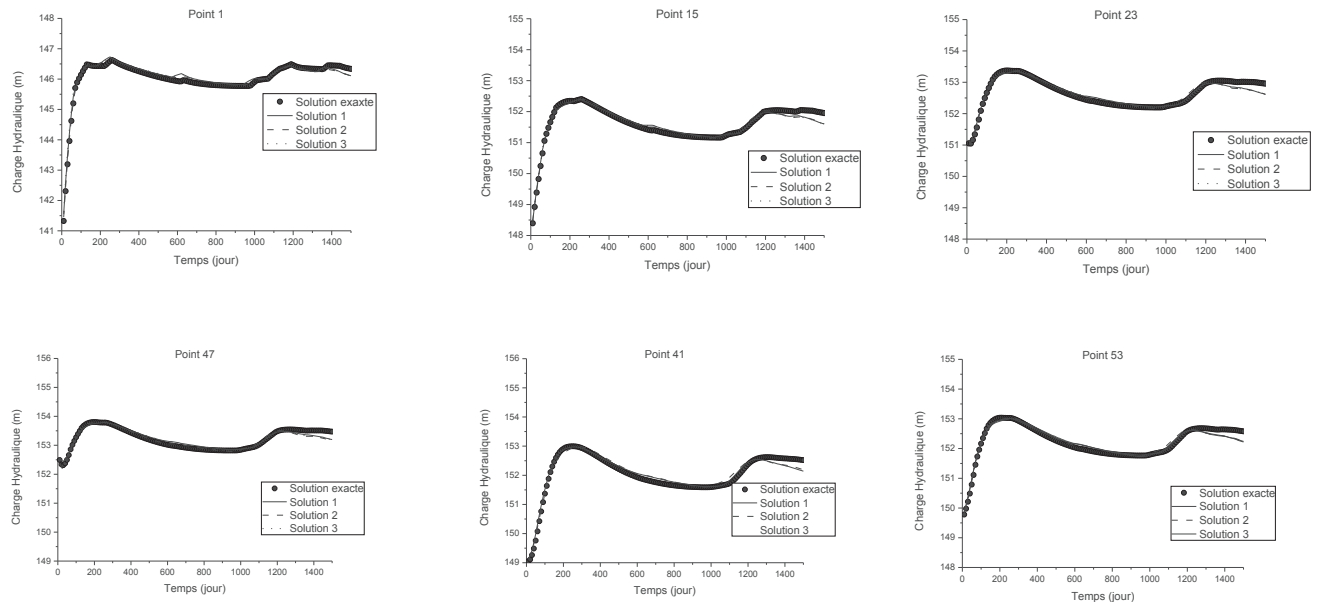 Point 1
148
147
146
145
144
143
142
141
0 200 400 600 800 1000 1200 1400
Charge Hydraulique (m)
Temps (jour)
Solution exaxte
Solution 1
Solution 2
Solution 3
Point 15
155
154
153
152
151
150
149
148
0 200 400 600 800 1000 1200 1400
Charge Hydraulique (m)
Temps (jour)
Solution exacte
Solution 1
Solution 2
Solution 3
Point 23
155
154
153
152
151
150
149
148
0 200 400 600 800 1000 1200 1400
Charge Hydraulique (m)
Temps (jour)
Solution exacte
Solution 1
Solution 2
Solution 3
Point 47
156
155
154
153
152
151
150
149
0 200 400 600 800 1000 1200 1400
Charge Hydraulique (m)
Temps (jour)
Solution exacte
Solution 1
Solution 2
Solution 3
Point 41
156
155
154
153
152
151
150
149
0 200 400 600 800 1000 1200 1400
Charge Hydraulique (m)
Temps (jour)
Solution exacte
Solution 1
Solution 2
Solution 3
Point 53
155
154
153
152
151
150
149
148
0 200 400 600 800 1000 1200 1400
Charge Hydraulique (m)
Temps (jour)
Solution exacte
Solution 1
Solution 2
Solution 3